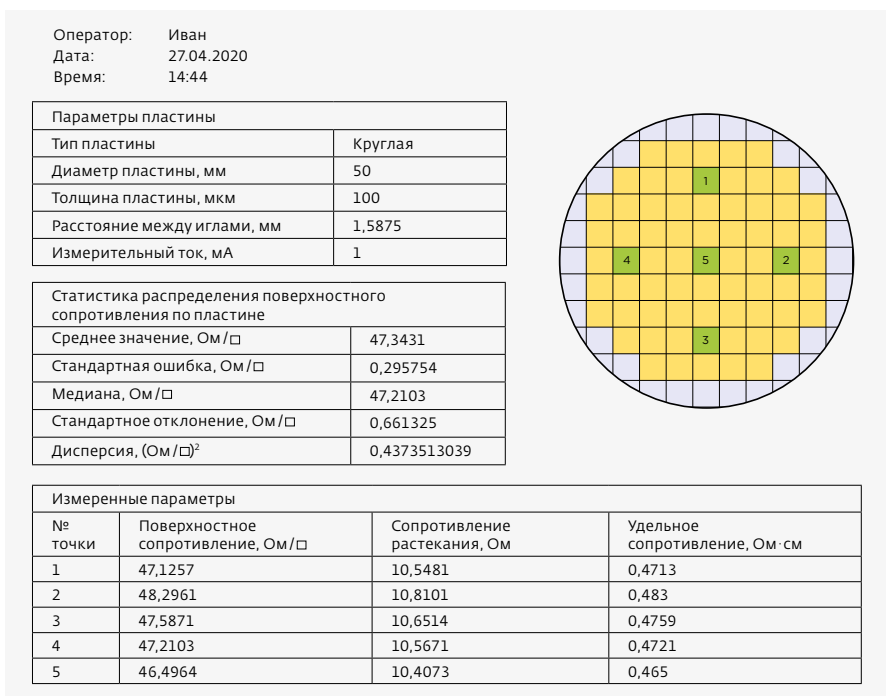 Оператор: Иван
Дата: 27.04.2020
Время: 14:44
Параметры пластины
Тип пластины Круглая
Диаметр пластины, мм 50
Толщина пластины, мкм 100
Расстояние между иглами, мм 1,5875
Измерительный ток, мА 1
Статистика распределения поверхностного
сопротивления по пластине
Среднее значение, Ом/□ 47,3431
Стандартная ошибка, Ом/□ 0,295754
Медиана, Ом/□ 47,2103
Стандартное отклонение, Ом/□ 0,661325
Дисперсия, (Ом/□)² 0,4373513039
1
4 5 2
3
Измеренные параметры
№ Поверхностное Сопротивление Удельное
точки сопротивление, Ом/□ растекания, Ом сопротивление, Ом·см
1 47,1257 10,5481 0,4713
2 48,2961 10,8101 0,483
3 47,5871 10,6514 0,4759
4 47,2103 10,5671 0,4721
5 46,4964 10,4073 0,465